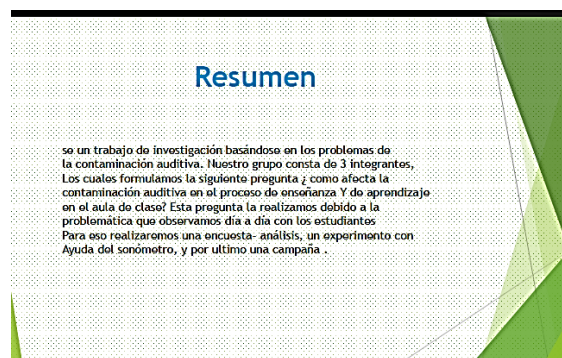 Resumen
se un trabajo de investigación basándose en los problemas de
la contaminación auditiva. Nuestro grupo consta de 3 integrantes,
Los cuales formulamos la siguiente pregunta ¿ como afecta la
contaminación auditiva en el proceso de enseñanza Y de aprendizaje
en el aula de clase? Esta pregunta la realizamos debido a la
problemática que observamos día a día con los estudiantes
Para eso realizaremos una encuesta- análisis, un experimento con
Ayuda del sonómetro, y por ultimo una campaña .